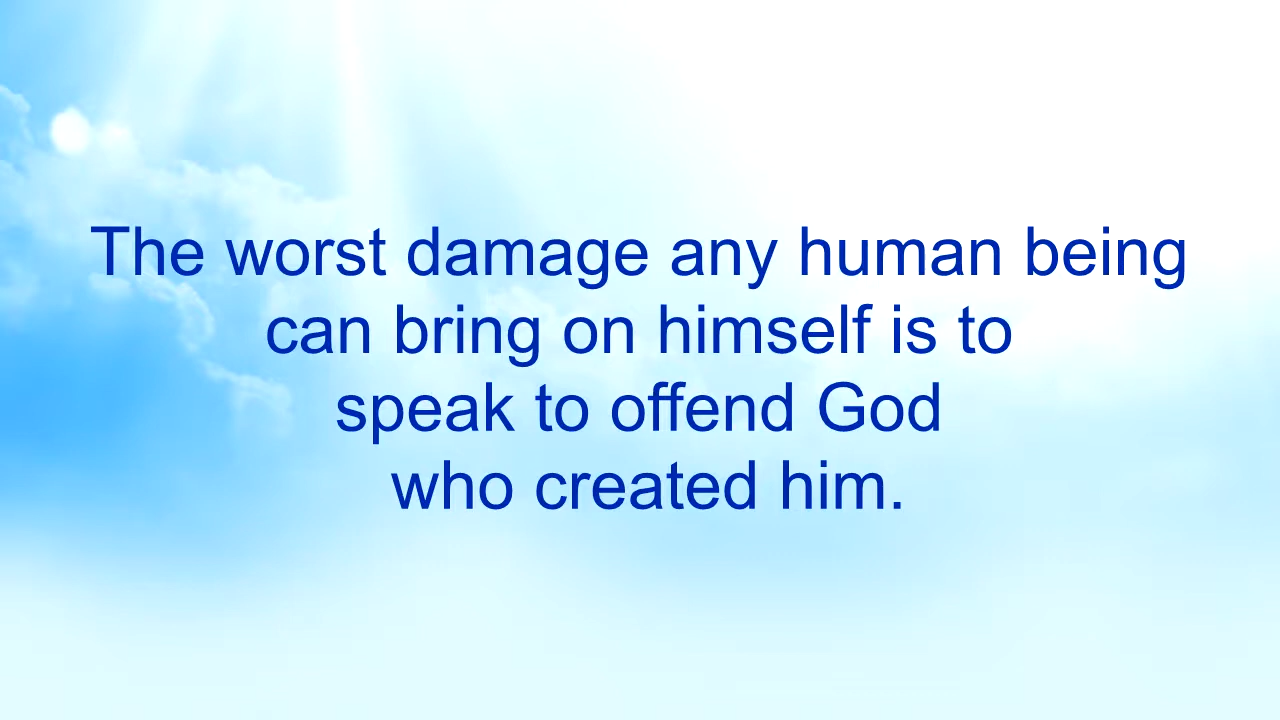 The worst damage any human being
can bring on himself is to
speak to offend God
who created him.